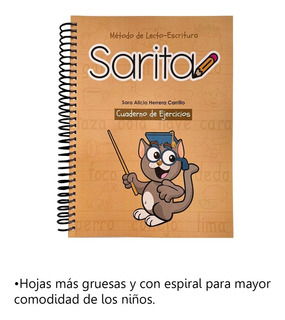 Método de Lecto-Escritura
Sarita
Sara Alicia Herrera Carrillo
Cuaderno de Ejercicios
•Hojas más gruesas y con espiral para mayor
comodidad de los niños.